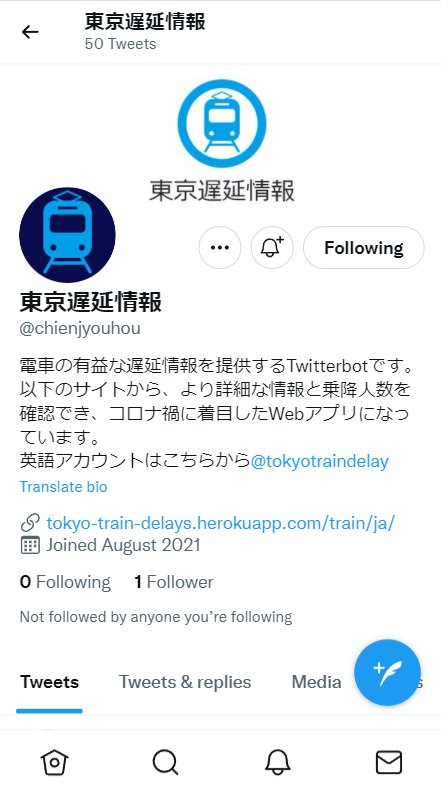 東京遅延情報
50 Tweets
東京遅延情報
Following
東京遅延情報
@chienjyouhou
電車の有益な遅延情報を提供するTwitterbotです。
以下のサイトから、より詳細な情報と乗降人数を
確認でき、コロナ禍に着目したWebアプリになっ
ています。
英語アカウントはこちらから@tokyotraindelay
Translate bio
tokyo-train-delays.herokuapp.com/train/ja/
Joined August 2021
0 Following 1 Follower
Not followed by anyone you're following
Tweets Tweets & replies Media